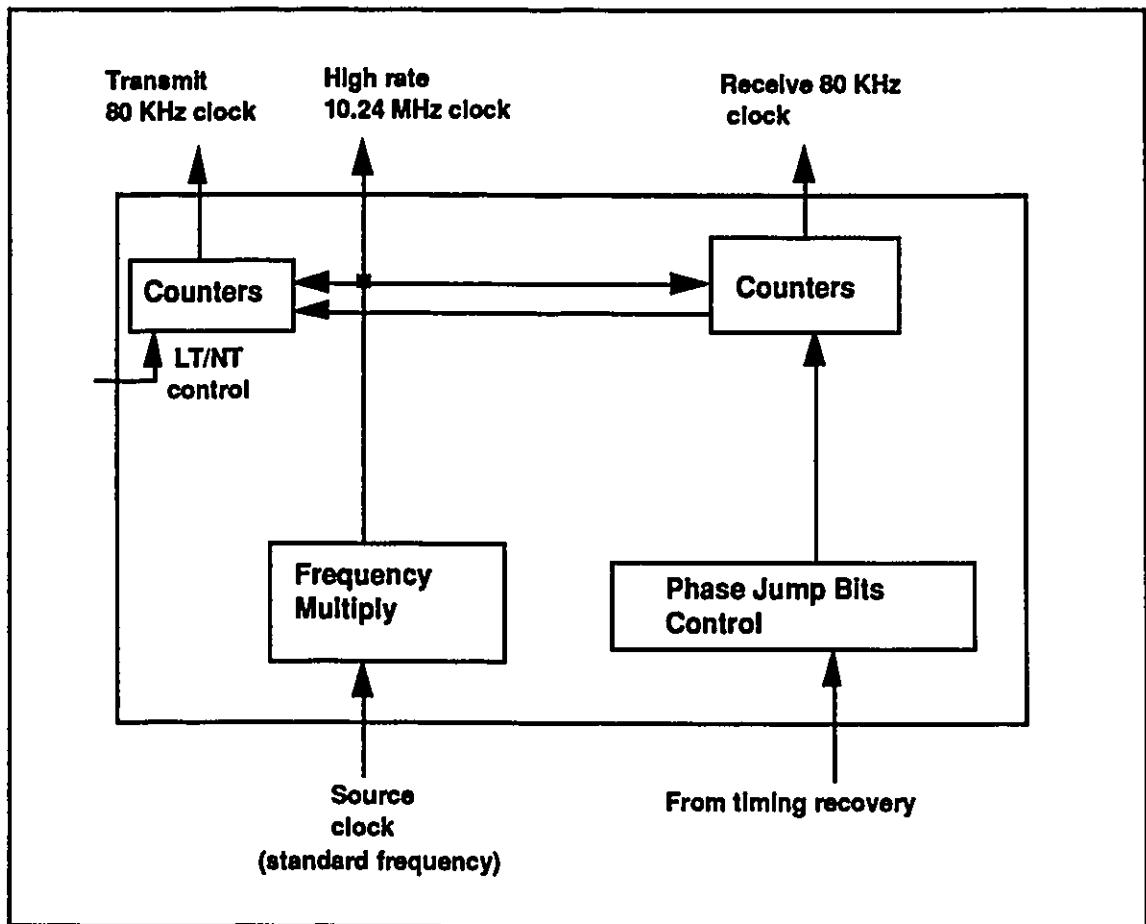 Transmit
80 KHz clock
High rate
10.24 MHz clock
Receive 80 KHz
clock
Counters
Counters
LT/NT
control
Frequency
Multiply
Phase Jump Bits
Control
Source
clock
(standard frequency)
From timing recovery